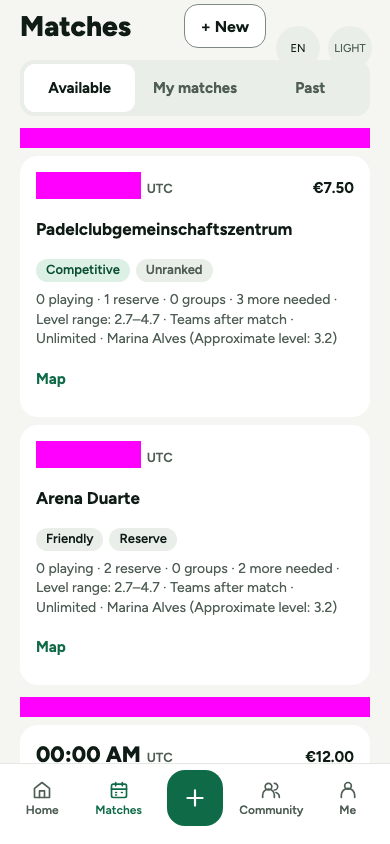 Matches
+ New
EN
LIGHT
Available
My matches
Past
UTC
€7.50
Padelclubgemeinschaftszentrum
Competitive
Unranked
0 playing · 1 reserve · 0 groups · 3 more needed ·
Level range: 2.7–4.7 · Teams after match ·
Unlimited · Marina Alves (Approximate level: 3.2)
Map
UTC
Arena Duarte
Friendly
Reserve
0 playing · 2 reserve · 0 groups · 2 more needed ·
Level range: 2.7–4.7 · Teams after match ·
Unlimited · Marina Alves (Approximate level: 3.2)
Map
00:00 AM UTC
€12.00
Home
Matches
Community
Me